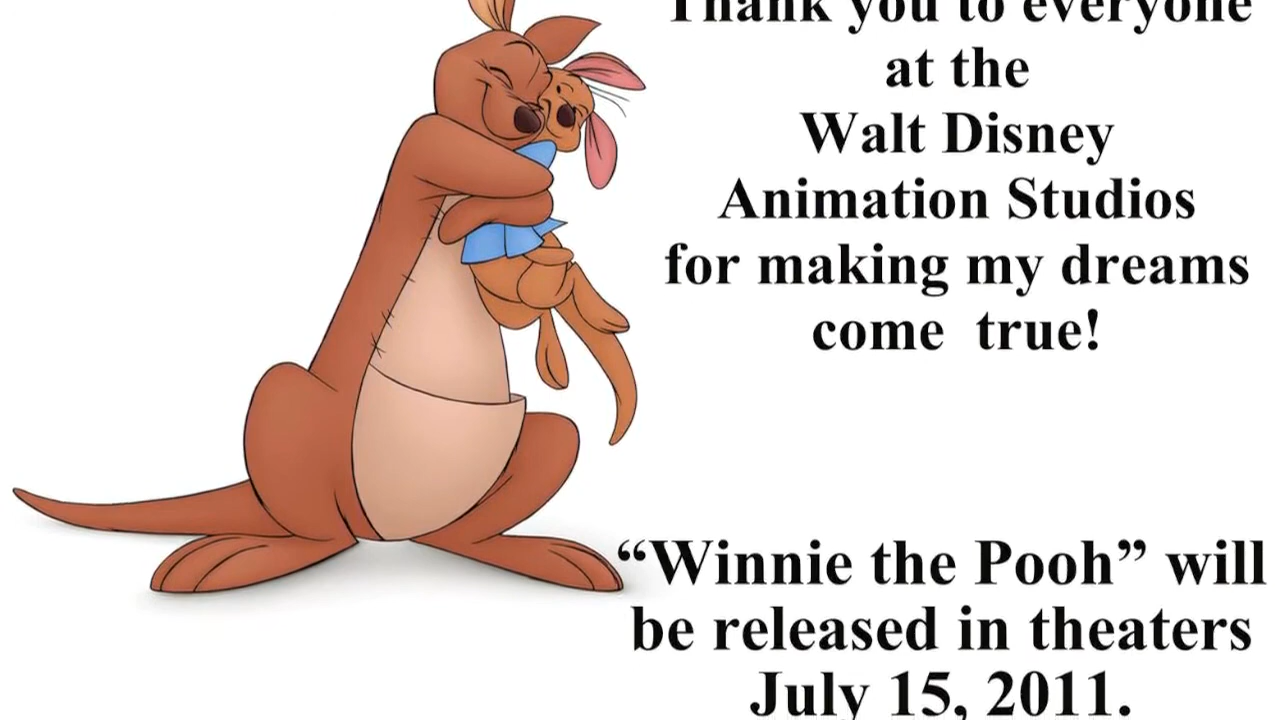 Thank you to everyone
at the
Walt Disney
Animation Studios
for making my dreams
come  true!
“Winnie the Pooh” will
be released in theaters
July 15, 2011.